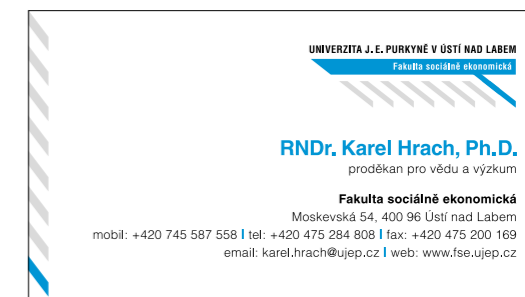 UNIVERZITA J. E. PURKYNĚ V ÚSTÍ NAD LABEM
Fakulta sociálně ekonomická
RNDr. Karel Hrach, Ph.D.
proděkan pro vědu a výzkum
Fakulta sociálně ekonomická
Moskevská 54, 400 96 Ústí nad Labem
mobil: +420 745 587 558 | tel: +420 475 284 808 | fax: +420 475 200 169
email: karel.hrach@ujep.cz | web: www.fse.ujep.cz